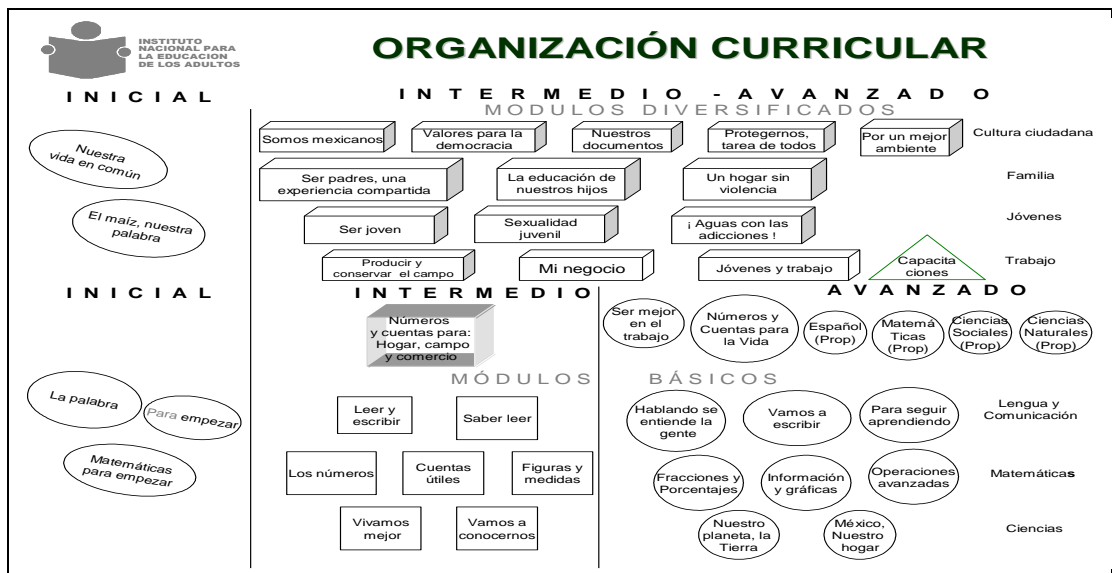 INSTITUTO
NACIONAL PARA
LA EDUCACION
DE LOS ADULTOS
ORGANIZACIÓN CURRICULAR
INICIAL
INTERMEDIO - AVANZADO
MODULOS DIVERSIFICADOS
Nuestra
vida en común
El maíz, nuestra
palabra
Somos mexicanos
Valores para la
democracia
Nuestros
documentos
Protegernos,
tarea de todos
Por un mejor
ambiente
Cultura ciudadana
Ser padres, una
experiencia compartida
La educación de
nuestros hijos
Un hogar sin
violencia
Familia
Ser joven
Sexualidad
juvenil
¡ Aguas con las
adicciones !
Jóvenes
Producir y
conservar el campo
Mi negocio
Jóvenes y trabajo
Capacita
ciones
Trabajo
INICIAL
INTERMEDIO
AVANZADO
Números
y cuentas para:
Hogar, campo
y comercio
Ser mejor
en el
trabajo
Números y
Cuentas para
la Vida
Español
(Prop)
Matemá
Ticas
(Prop)
Ciencias
Sociales
(Prop)
Ciencias
Naturales
(Prop)
MÓDULOS BÁSICOS
La palabra
Para empezar
Matemáticas
para empezar
Leer y
escribir
Saber leer
Hablando se
entiende la
gente
Vamos a
escribir
Para seguir
aprendiendo
Lengua y
Comunicación
Los números
Cuentas
útiles
Figuras y
medidas
Fracciones y
Porcentajes
Información
y gráficas
Operaciones
avanzadas
Matemáticas
Vivamos
mejor
Vamos a
conocernos
Nuestro
planeta, la
Tierra
México,
Nuestro
hogar
Ciencias